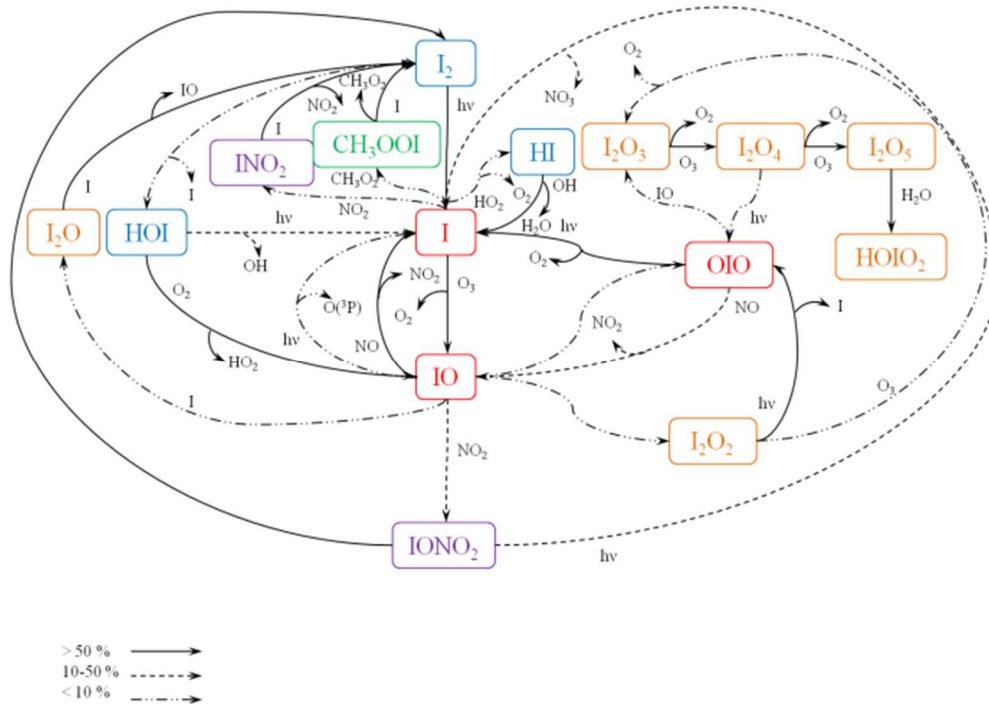 I₂
CH₃O₂
IO
hν
O₂
NO₃
NO₂
I
I
INO₂
CH₃OOI
HI
I₂O₃
O₂
O₃
I₂O₄
O₂
O₃
I₂O₅
I
I
CH₃O₂
NO₂
HO₂
O₂
OH
H₂O
IO
hν
H₂O
I₂O
HOI
hν
OH
I
hν
O₂
OIO
HOIO₂
O₂
O(³P)
NO₂
O₂
O₃
NO
I
hν
NO
NO₂
HO₂
IO
I
O₃
hν
NO₂
I₂O₂
IONO₂
hν
> 50 %
10-50 %
< 10 %